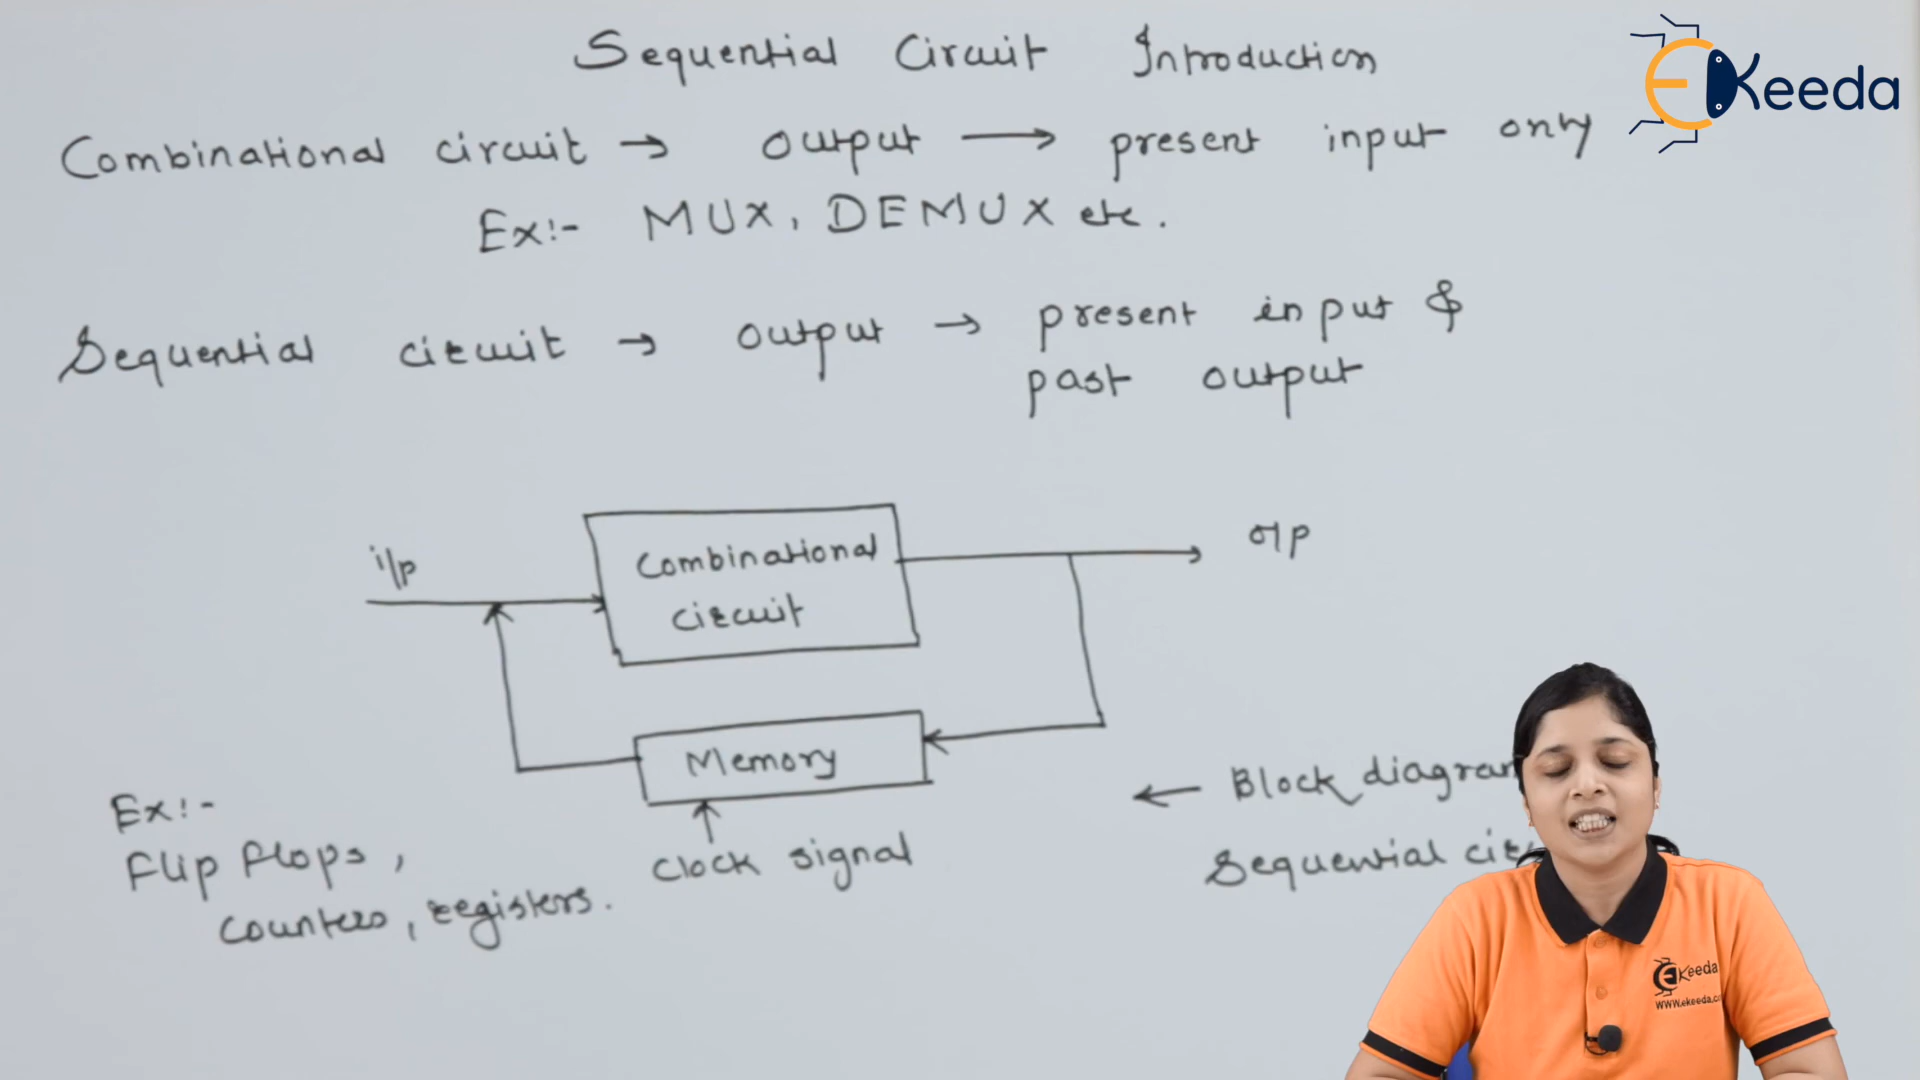 Sequential Circuit Introduction
EKeeda
Combinational circuit → output → present input only
Ex:- MUX, DEMUX etc.
Sequential circuit → output → present input &
past output
i/p
Combinational
circuit
o/p
Memory
Clock signal
Ex:-
Flip flops,
counters, registers.
← Block diagram
Sequential
EKeeda